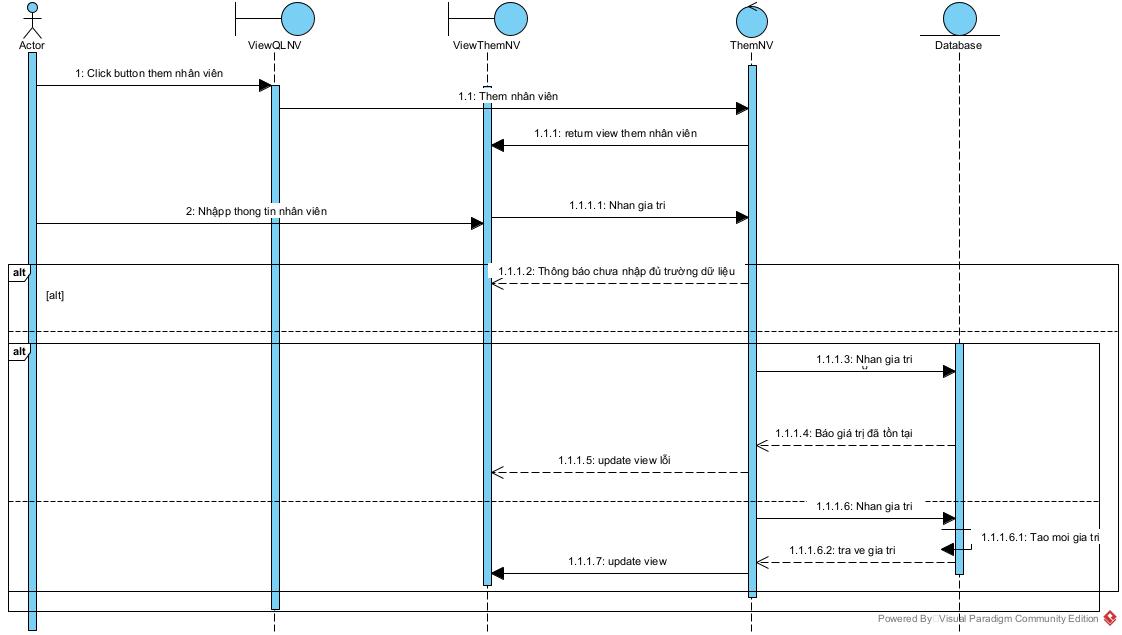 Actor
ViewQLNV
ViewThemNV
ThemNV
Database
1: Click button them nhân viên
1.1: Them nhân viên
1.1.1: return view them nhân viên
1.1.1.1: Nhan gia tri
2: Nhậpp thong tin nhân viên
alt
1.1.1.2: Thông báo chưa nhập đủ trường dữ liệu
[alt]
alt
1.1.1.3: Nhan gia tri
1.1.1.4: Báo giá trị đã tồn tại
1.1.1.5: update view lỗi
1.1.1.6: Nhan gia tri
1.1.1.6.1: Tao moi gia tri
1.1.1.6.2: tra ve gia tri
1.1.1.7: update view
Powered By Visual Paradigm Community Edition